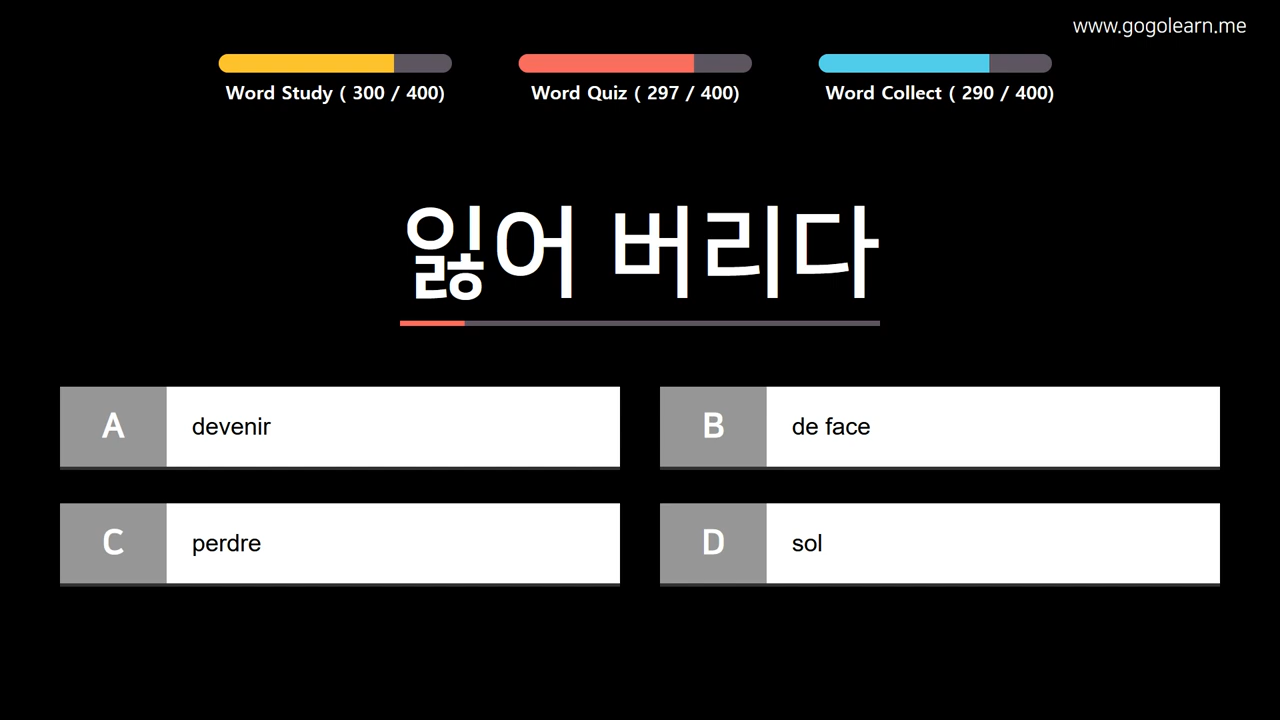 www.gogolearn.me
Word Study ( 300 / 400)
Word Quiz ( 297 / 400)
Word Collect ( 290 / 400)
잃어 버리다
A devenir
B de face
C perdre
D sol